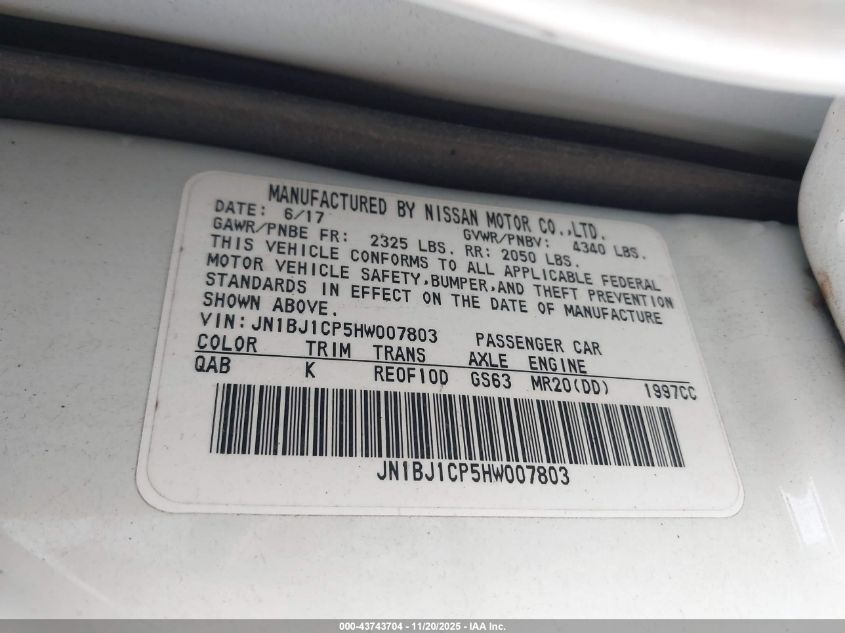 MANUFACTURED BY NISSAN MOTOR CO.,LTD.
DATE: 6/17 GVWR/PNBV: 4340 LBS.
GAWR/PNBE FR: 2325 LBS. RR: 2050 LBS.
THIS VEHICLE CONFORMS TO ALL APPLICABLE FEDERAL
MOTOR VEHICLE SAFETY,BUMPER,AND THEFT PREVENTION
STANDARDS IN EFFECT ON THE DATE OF MANUFACTURE
SHOWN ABOVE.
VIN:JN1BJ1CP5HW007803 PASSENGER CAR
COLOR TRIM TRANS AXLE ENGINE
QAB K RE0F10D GS63 MR20(DD) 1997CC
JN1BJ1CP5HW007803
000-43743704 - 11/20/2025 - IAA Inc.